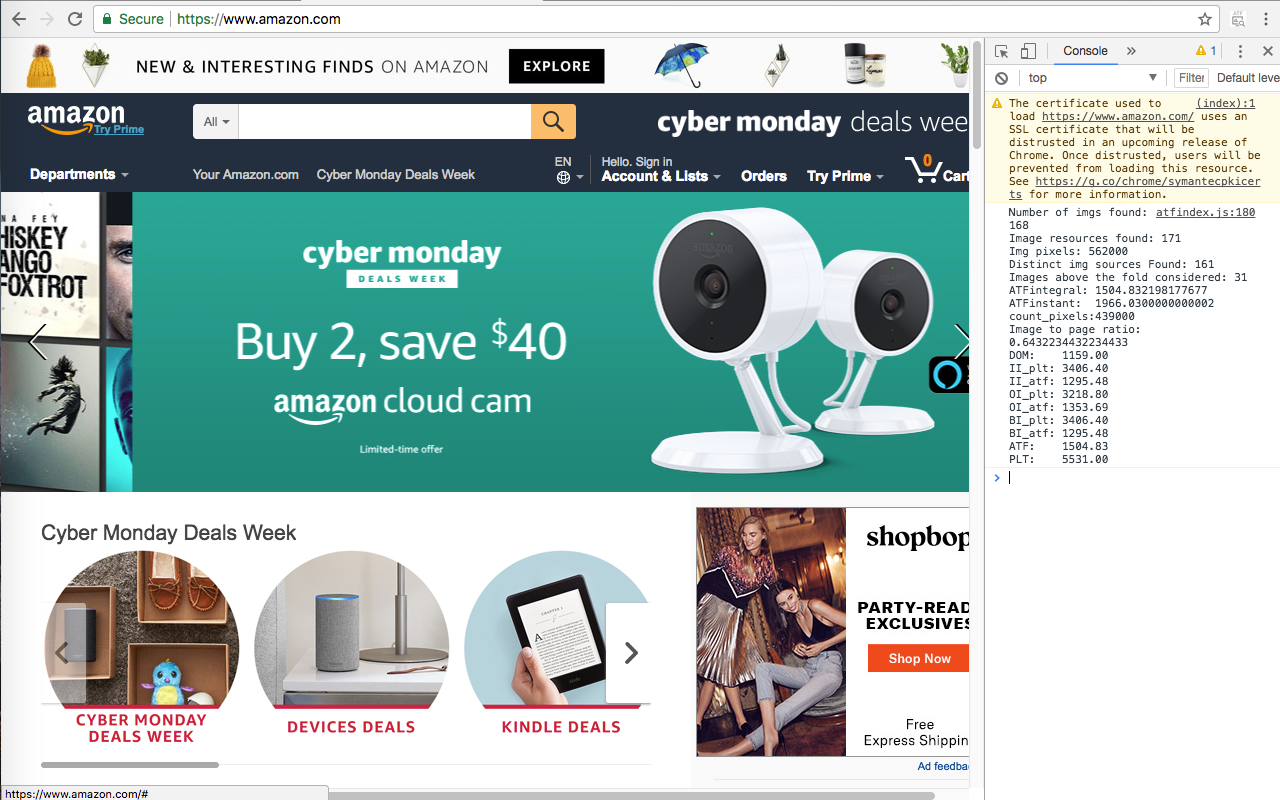 Secure | https://www.amazon.com
NEW & INTERESTING FINDS ON AMAZON EXPLORE
amazon
Try Prime
All
cyber monday deals wee
Departments
Your Amazon.com Cyber Monday Deals Week
EN
Hello. Sign in
Account & Lists
Orders
Try Prime
0
Cart
NA FEY
HISKEY
ANGO
FOXTROT
cyber monday
DEALS WEEK
Buy 2, save $40
amazon cloud cam
Limited-time offer
amazon
Cyber Monday Deals Week
CYBER MONDAY
DEALS WEEK
DEVICES DEALS
CHAPTER 1
KINDLE DEALS
shopbop
PARTY-READ
EXCLUSIVES
Shop Now
Free
Express Shippin
Ad feedba
https://www.amazon.com/#
Console
1
top
Filter
Default leve
The certificate used to (index):1
load https://www.amazon.com/ uses an
SSL certificate that will be
distrusted in an upcoming release of
Chrome. Once distrusted, users will be
prevented from loading this resource.
See https://g.co/chrome/symantecpkicer
ts for more information.
Number of imgs found: atfindex.js:180
168
Image resources found: 171
Img pixels: 562000
Distinct img sources Found: 161
Images above the fold considered: 31
ATFintegral: 1504.832198177677
ATFinstant: 1966.0300000000002
count_pixels:439000
Image to page ratio:
0.6432234432234433
DOM: 1159.00
II_plt: 3406.40
II_atf: 1295.48
OI_plt: 3218.80
OI_atf: 1353.69
BI_plt: 3406.40
BI_atf: 1295.48
ATF: 1504.83
PLT: 5531.00